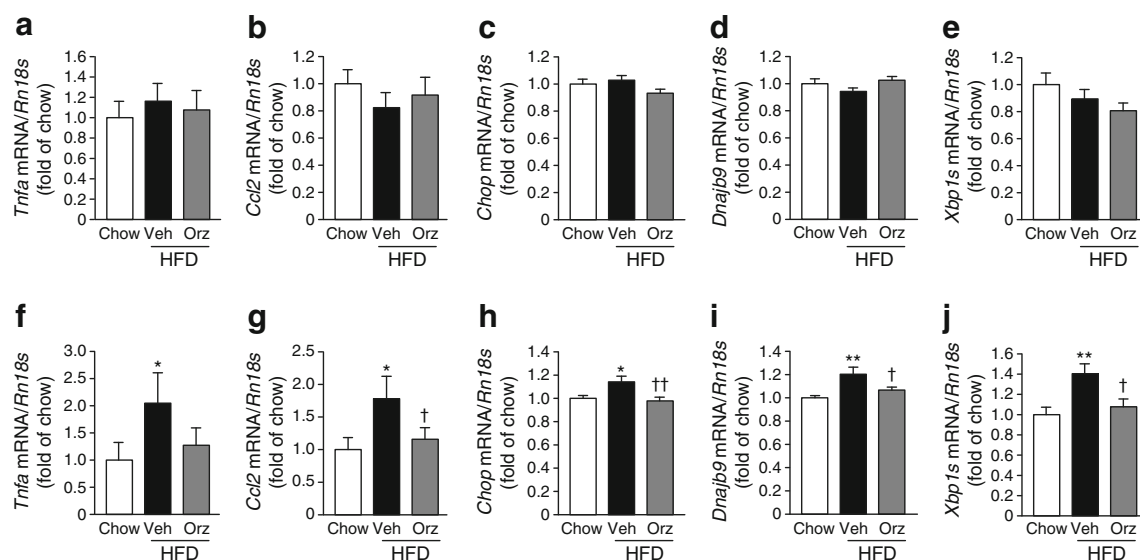 a
Tnfa mRNA/Rn18s
(fold of chow)
1.6
1.4
1.2
1.0
0.8
0.6
0.4
0.2
0
Chow Veh Orz
HFD
b
Ccl2 mRNA/Rn18s
(fold of chow)
1.2
1.0
0.8
0.6
0.4
0.2
0
Chow Veh Orz
HFD
c
Chop mRNA/Rn18s
(fold of chow)
1.2
1.0
0.8
0.6
0.4
0.2
0
Chow Veh Orz
HFD
d
Dnajb9 mRNA/Rn18s
(fold of chow)
1.2
1.0
0.8
0.6
0.4
0.2
0
Chow Veh Orz
HFD
e
Xbp1s mRNA/Rn18s
(fold of chow)
1.2
1.0
0.8
0.6
0.4
0.2
0
Chow Veh Orz
HFD
f
Tnfa mRNA/Rn18s
(fold of chow)
3.0
2.5
2.0
1.5
1.0
0.5
0
*
Chow Veh Orz
HFD
g
Ccl2 mRNA/Rn18s
(fold of chow)
2.5
2.0
1.5
1.0
0.5
0
*
†
Chow Veh Orz
HFD
h
Chop mRNA/Rn18s
(fold of chow)
1.4
1.2
1.0
0.8
0.6
0.4
0.2
0
*
††
Chow Veh Orz
HFD
i
Dnajb9 mRNA/Rn18s
(fold of chow)
1.4
1.2
1.0
0.8
0.6
0.4
0.2
0
**
†
Chow Veh Orz
HFD
j
Xbp1s mRNA/Rn18s
(fold of chow)
1.6
1.4
1.2
1.0
0.8
0.6
0.4
0.2
0
**
†
Chow Veh Orz
HFD